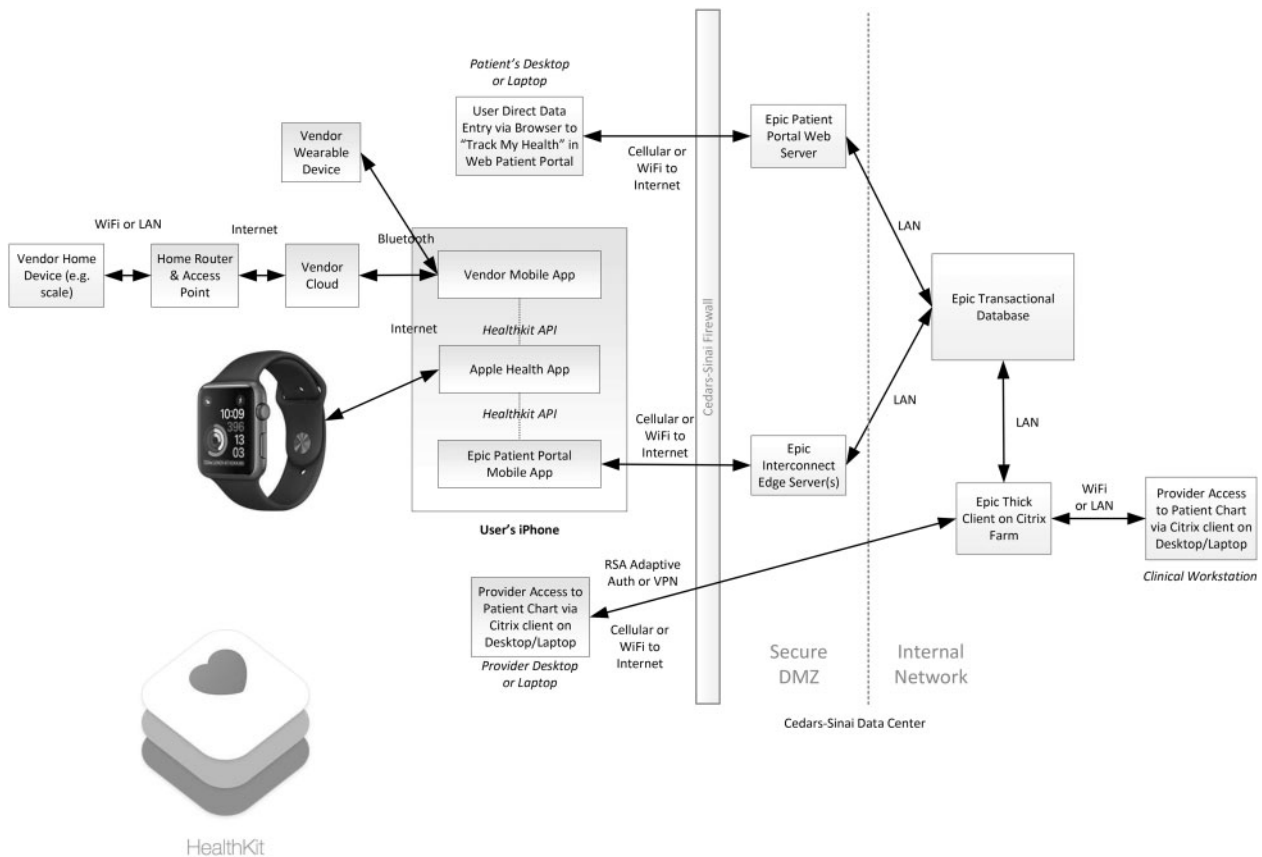 Patient's Desktop
or Laptop
User Direct Data
Entry via Browser to
“Track My Health” in
Web Patient Portal
Epic Patient
Portal Web
Server
Cellular or
WiFi to
Internet
Vendor
Wearable
Device
WiFi or LAN
Internet
Bluetooth
LAN
Vendor Home
Device (e.g.
scale)
Home Router
& Access
Point
Vendor
Cloud
Vendor Mobile App
Epic Transactional
Database
Internet
Healthkit API
Cedars-Sinai Firewall
Apple Health App
10:09
396
13
03
Healthkit API
Cellular or
WiFi to
Internet
LAN
LAN
Epic Patient Portal
Mobile App
Epic
Interconnect
Edge Server(s)
User's iPhone
Epic Thick
Client on Citrix
Farm
WiFi
or LAN
Provider Access
to Patient Chart
via Citrix client on
Desktop/Laptop
Clinical Workstation
RSA Adaptive
Auth or VPN
Provider Access to
Patient Chart via
Citrix client on
Desktop/Laptop
Cellular or
WiFi to
Internet
Provider Desktop
or Laptop
Secure
DMZ
Internal
Network
Cedars-Sinai Data Center
HealthKit